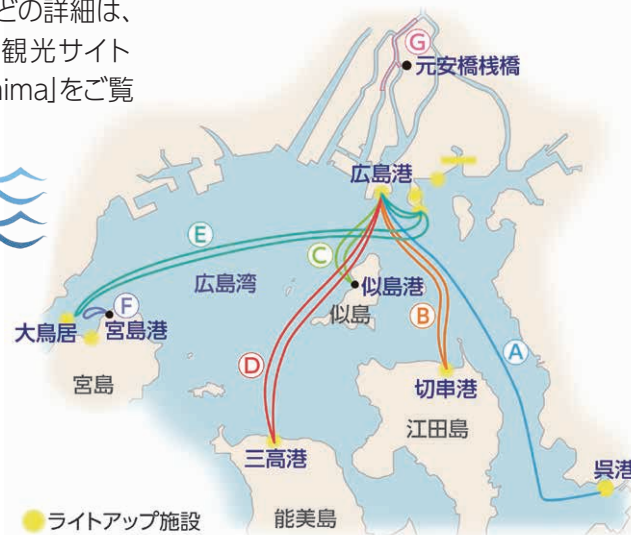 どの詳細は、
観光サイト
hima」をご覧
G
元安橋桟橋
広島港
E
C
広島湾
似島港
F
似島
B
大鳥居
宮島港
A
D
宮島
切串港
江田島
三高港
呉港
ライトアップ施設
能美島